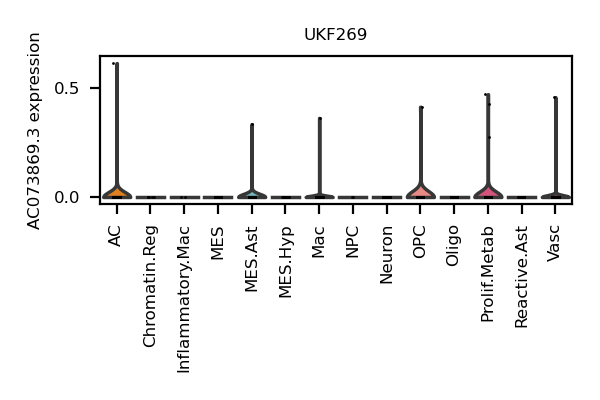 UKF269
AC073869.3 expression
0.5
0.0
AC
Chromatin.Reg
Inflammatory.Mac
MES
MES.Ast
MES.Hyp
Mac
NPC
Neuron
OPC
Oligo
Prolif.Metab
Reactive.Ast
Vasc